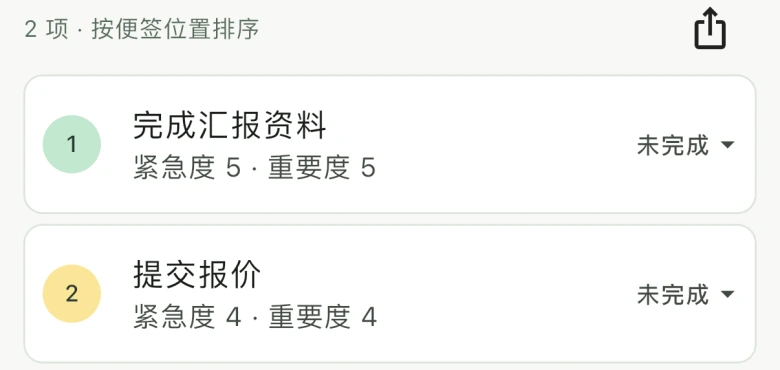 2 项 · 按便签位置排序
1
完成汇报资料
紧急度 5 · 重要度 5
未完成
2
提交报价
紧急度 4 · 重要度 4
未完成